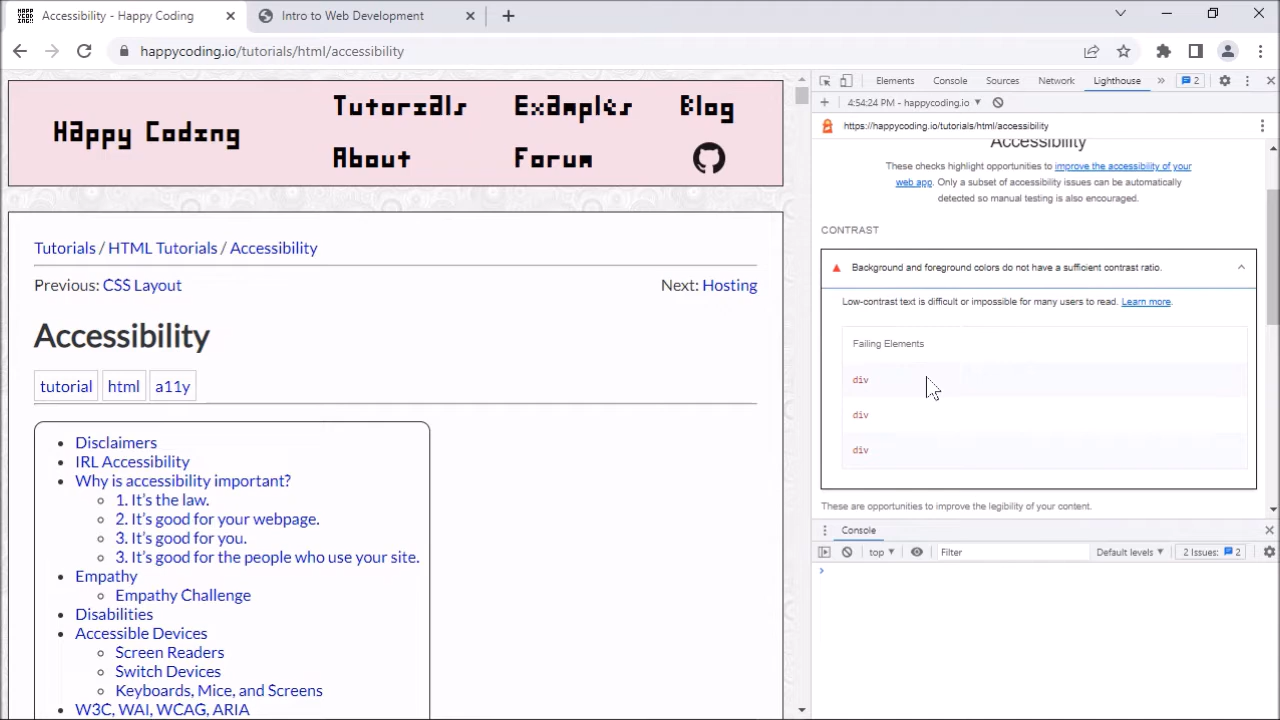 Accessibility - Happy Coding
Intro to Web Development
happycoding.io/tutorials/html/accessibility
Happy Coding
Tutorials Examples Blog
About Forum
Tutorials / HTML Tutorials / Accessibility
Previous: CSS Layout Next: Hosting
Accessibility
tutorial html a11y
Disclaimers
IRL Accessibility
Why is accessibility important?
1. It's the law.
2. It's good for your webpage.
3. It's good for you.
3. It's good for the people who use your site.
Empathy
Empathy Challenge
Disabilities
Accessible Devices
Screen Readers
Switch Devices
Keyboards, Mice, and Screens
W3C, WAI, WCAG, ARIA
Elements Console Sources Network Lighthouse » 2
4:54:24 PM - happycoding.io
https://happycoding.io/tutorials/html/accessibility
Accessibility
These checks highlight opportunities to improve the accessibility of your
web app. Only a subset of accessibility issues can be automatically
detected so manual testing is also encouraged.
CONTRAST
Background and foreground colors do not have a sufficient contrast ratio.
Low-contrast text is difficult or impossible for many users to read. Learn more.
Failing Elements
div
div
div
These are opportunities to improve the legibility of your content.
Console
top Filter Default levels 2 Issues: 2